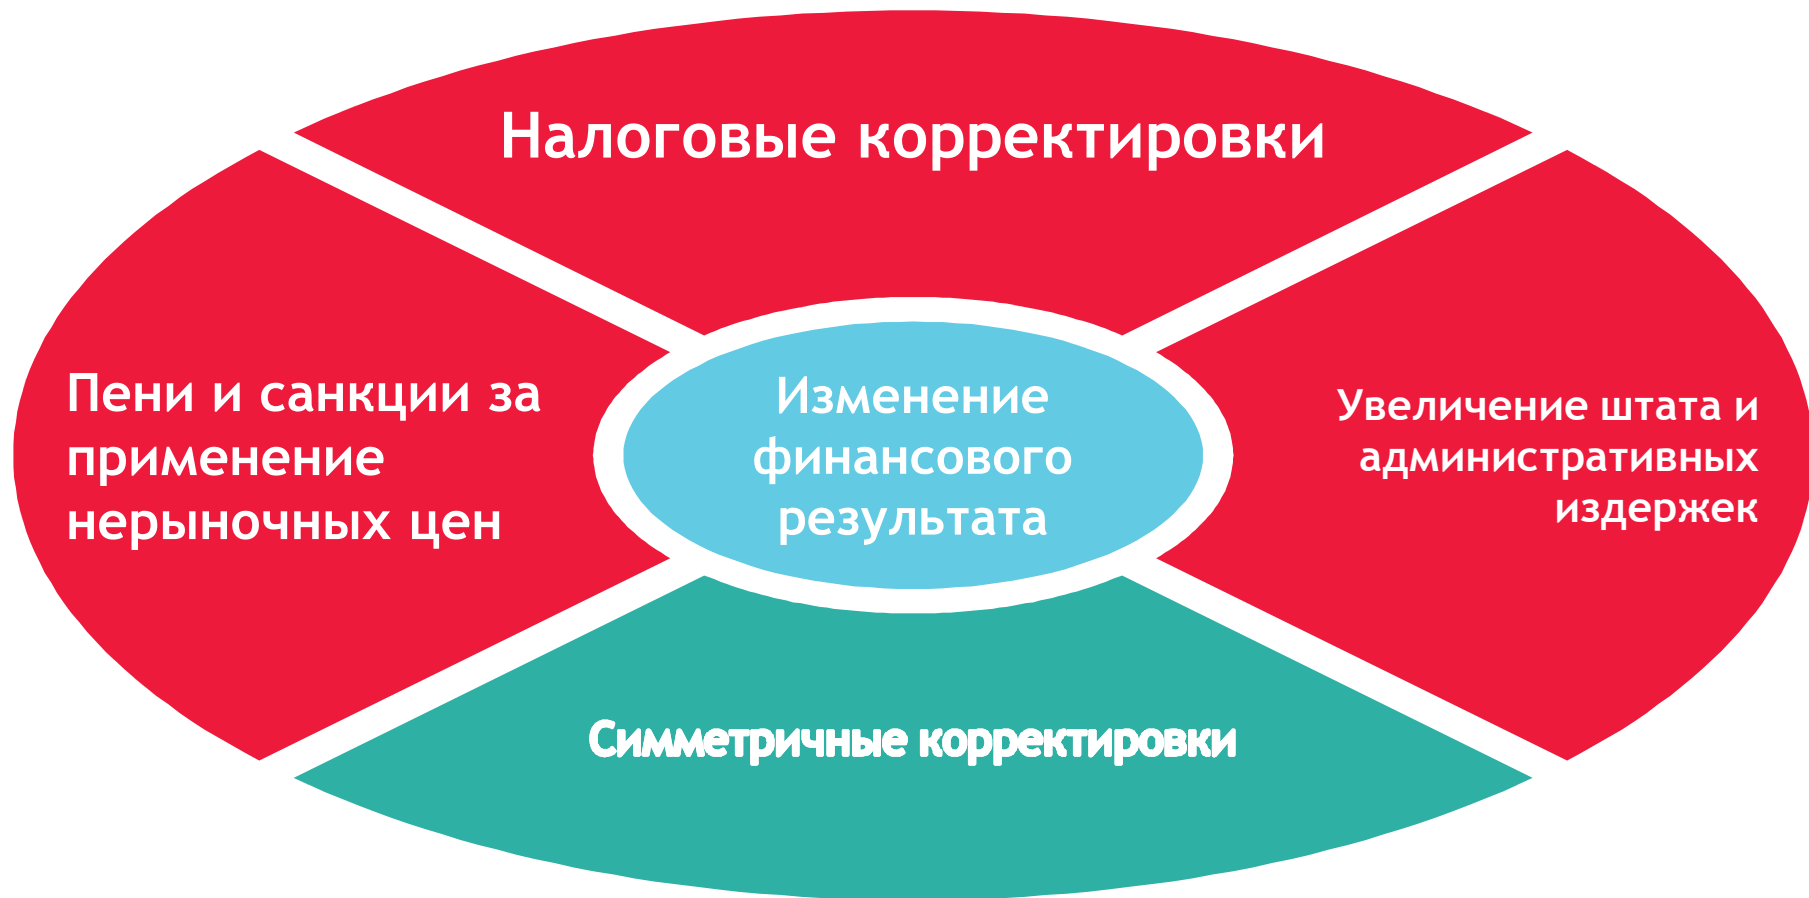 Налоговые корректировки
Пени и санкции за
применение
нерыночных цен
Изменение
финансового
результата
Увеличение штата и
административных
издержек
Симметричные корректировки